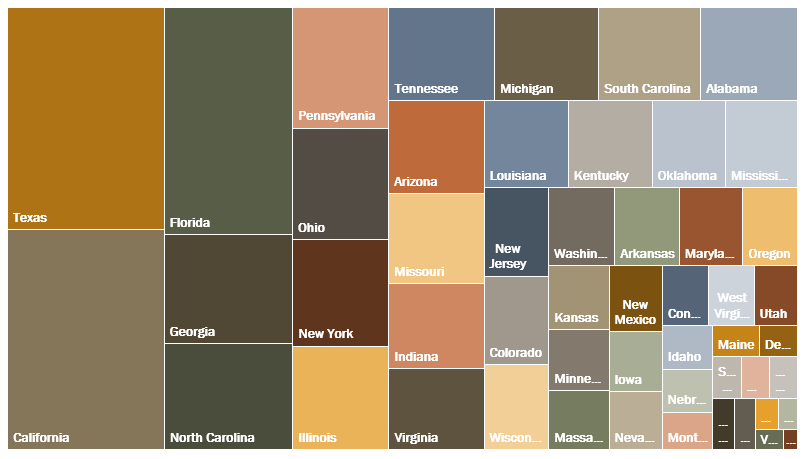 Texas
California
Florida
Georgia
North Carolina
Pennsylvania
Ohio
New York
Illinois
Tennessee
Michigan
South Carolina
Alabama
Arizona
Missouri
Indiana
Virginia
Louisiana
Kentucky
Oklahoma
Mississi...
New
Jersey
Colorado
Wiscon...
Washin...
Arkansas
Maryla...
Oregon
Kansas
Minne...
Massa...
New
Mexico
Iowa
Neva...
Con...
West
Virgi...
Utah
Idaho
Nebr...
Mont...
Maine
De...
S...
...
...
...
...
...
...
...
...
...
...
...
V...
...